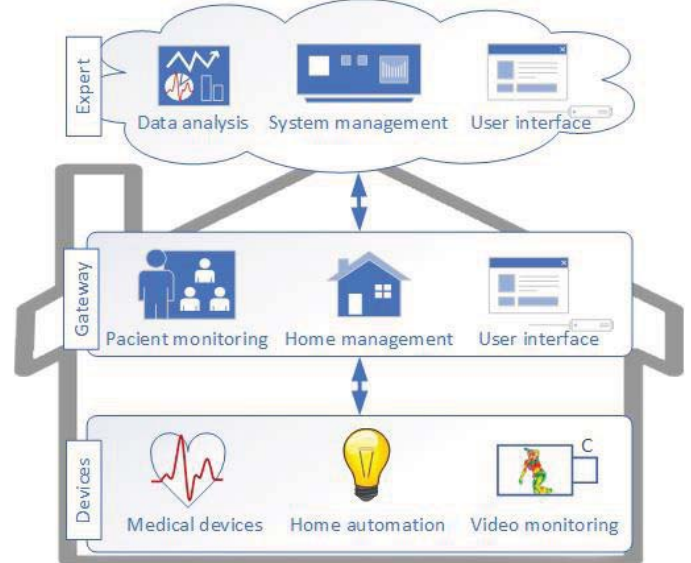 Expert
Data analysis
System management
User interface
Gateway
Pacient monitoring
Home management
User interface
Devices
C
Medical devices
Home automation
Video monitoring